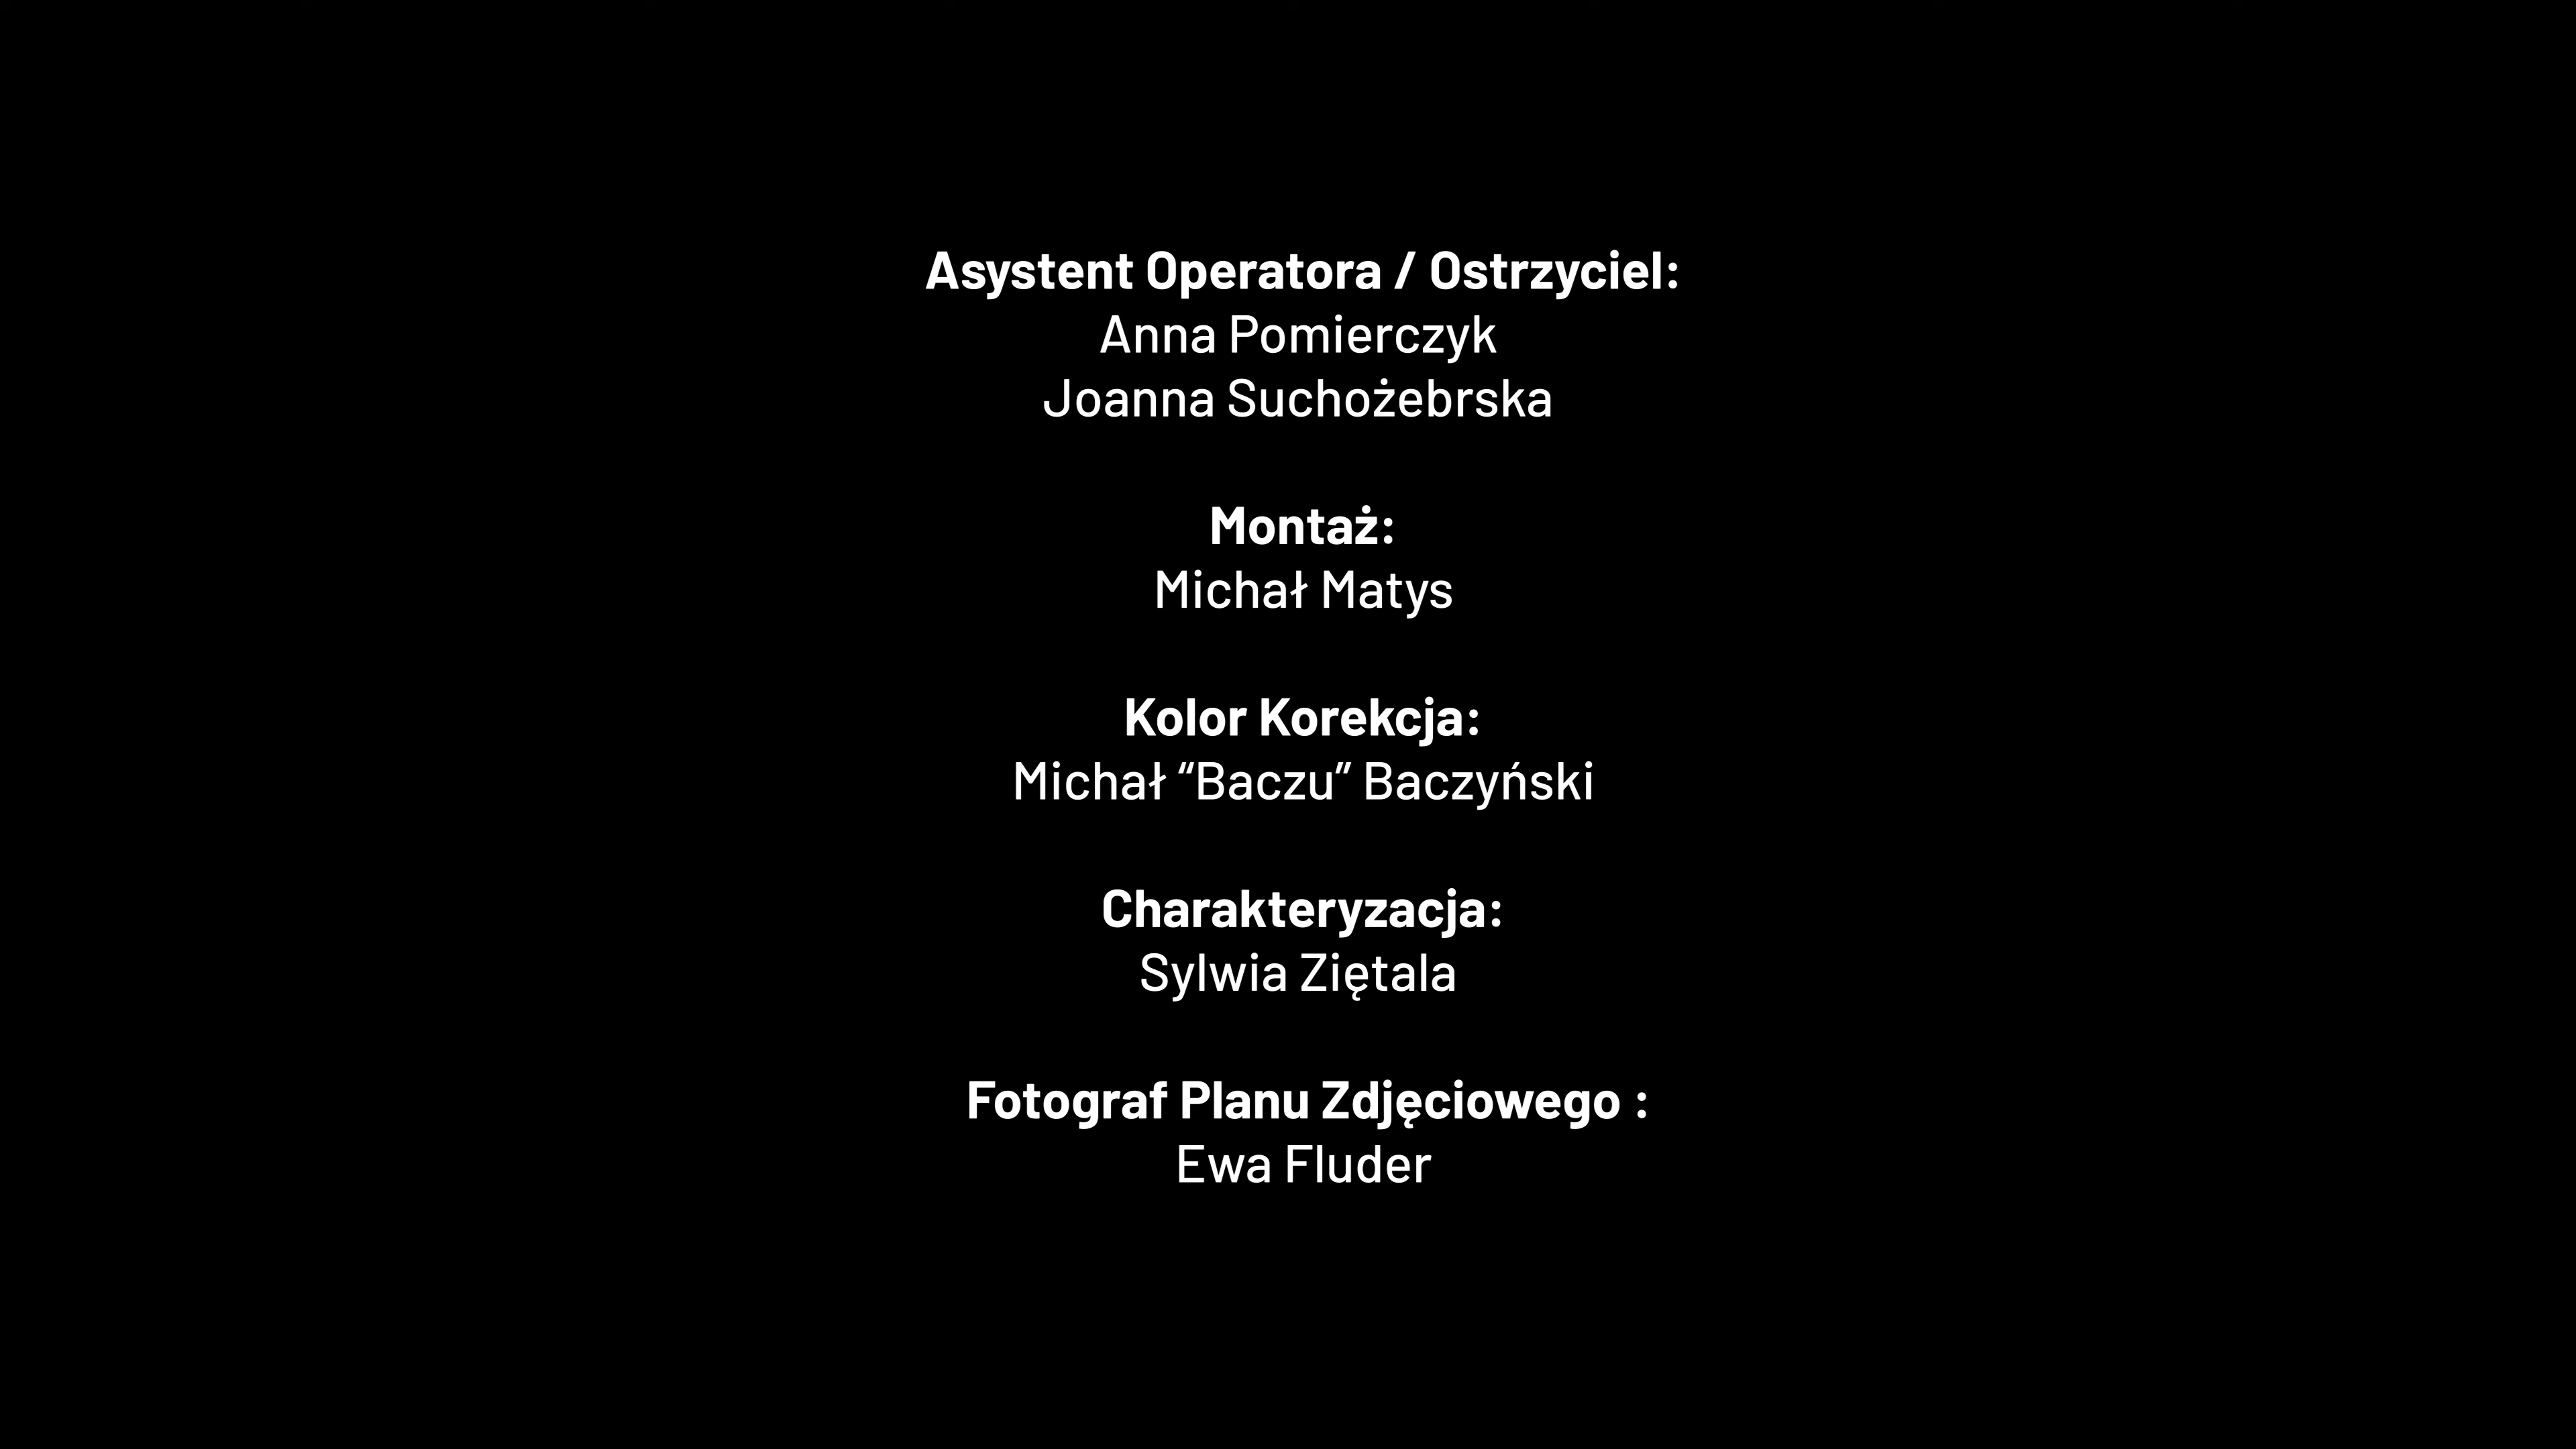 Asystent Operatora / Ostrzyciel:
Anna Pomierczyk
Joanna Suchożebrska
Montaż:
Michał Matys
Kolor Korekcja:
Michał “Baczu” Baczyński
Charakteryzacja:
Sylwia Ziętala
Fotograf Planu Zdjęciowego :
Ewa Fluder